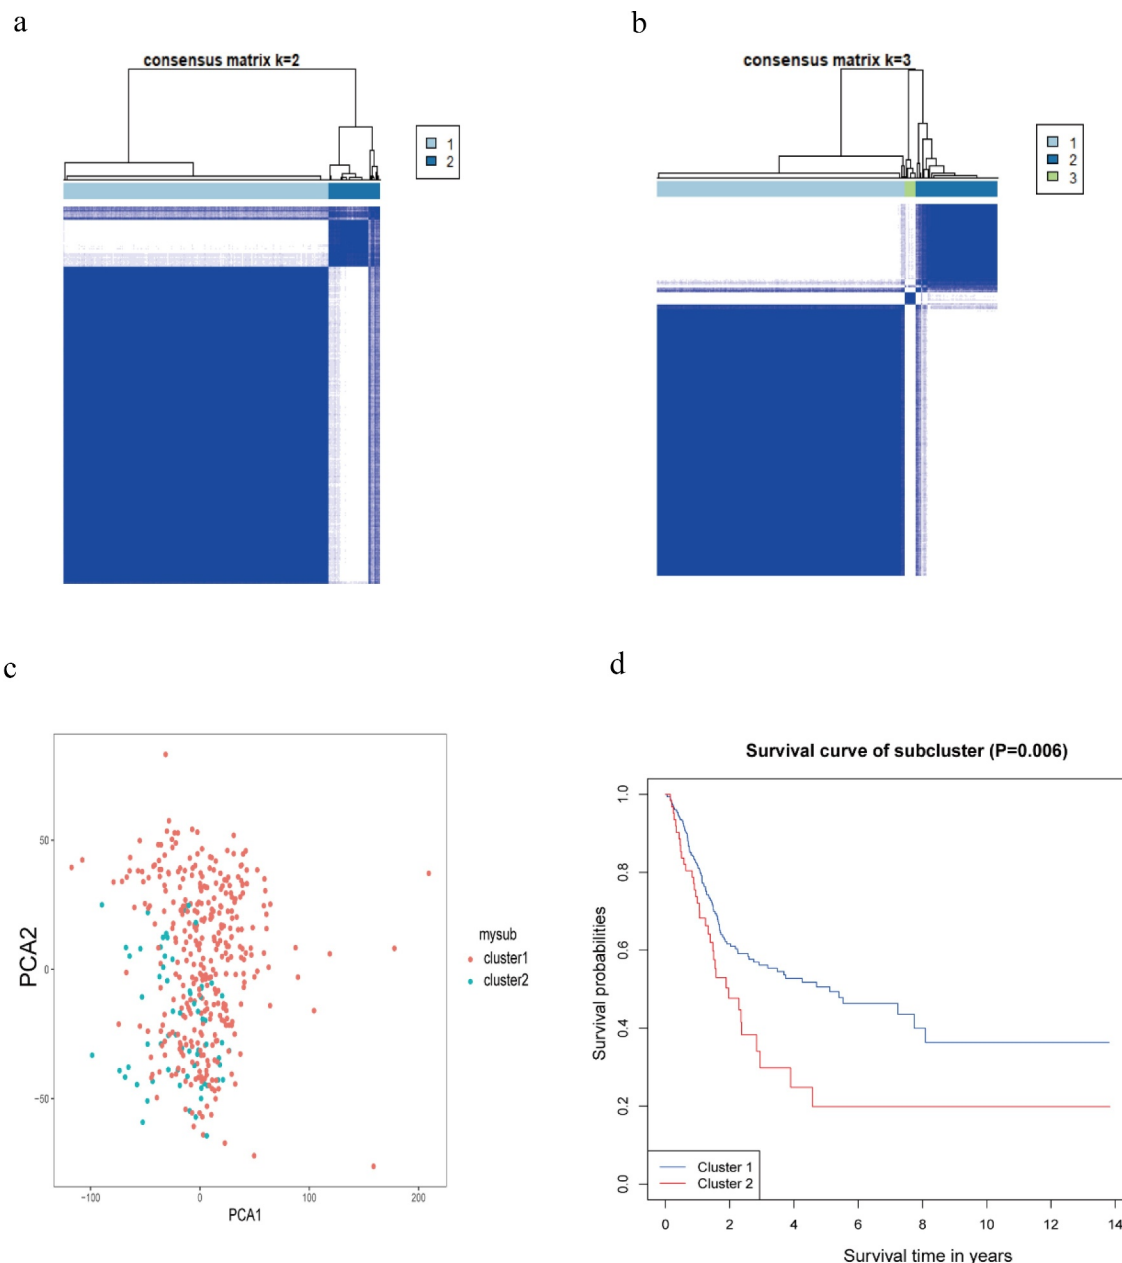 a
consensus matrix k=2
1
2
b
consensus matrix k=3
1
2
3
c
PCA2
50
0
−50
−100
0
100
200
PCA1
mysub
cluster1
cluster2
d
Survival curve of subcluster (P=0.006)
Survival probabilities
1.0
0.8
0.6
0.4
0.2
0.0
Cluster 1
Cluster 2
0 2 4 6 8 10 12 14
Survival time in years